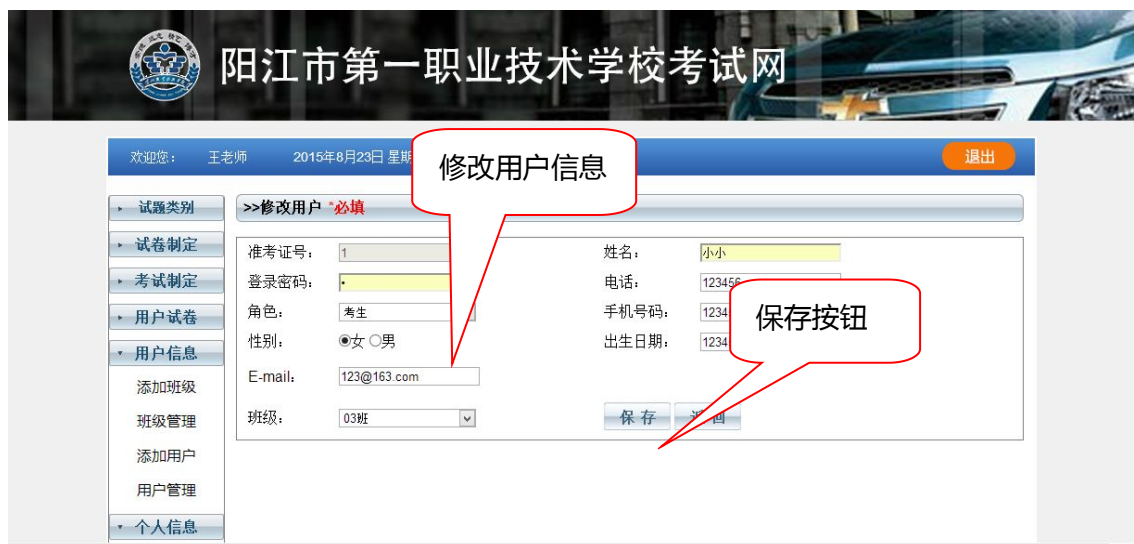 阳江市第一职业技术学校考试网
欢迎您： 王老师 2015年8月23日 星期
修改用户信息
退出
试题类别
>>修改用户 *必填
试卷制定
准考证号： 1
姓名： 小小
考试制定
登录密码： •
电话： 123456
用户试卷
角色： 考生
手机号码： 1234
保存按钮
用户信息
性别： 女 男
出生日期： 1234
添加班级
E-mail： 123@163.com
班级管理
班级： 03班
保 存
添加用户
用户管理
个人信息